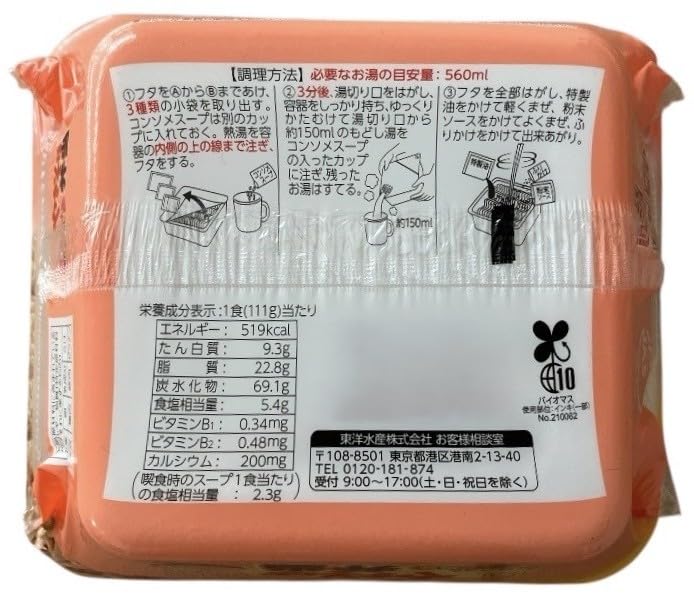 【調理方法】必要なお湯の目安量:560ml
①フタをⒶからⒷまであけ、
3種類の小袋を取り出す。
コンソメスープは別のカッ
プに入れておく。熱湯を容
器の内側の上の線まで注ぎ、
フタをする。
②3分後、湯切り口をはがし、
容器をしっかり持ち、ゆっくり
かたむけて湯切り口から
約150mlのもどし湯を
コンソメスープ
の入ったカップ
に注ぎ、残った
お湯はすてる。
約150ml
③フタを全部はがし、特製
油をかけて軽くまぜ、粉末
ソースをかけてよくまぜ、ふ
りかけをかけて出来あがり。
栄養成分表示:1食(111g)当たり
エネルギー: 519kcal
たん白質: 9.3g
脂質: 22.8g
炭水化物: 69.1g
食塩相当量: 5.4g
ビタミンB1: 0.34mg
ビタミンB2: 0.48mg
カルシウム: 200mg
(喫食時のスープ1食当たり
の食塩相当量: 2.3g)
10
バイオマス
使用部位:インキ(一部)
No.210062
東洋水産株式会社 お客様相談室
〒108-8501 東京都港区港南2-13-40
TEL 0120-181-874
受付 9:00~17:00(土・日・祝日を除く)